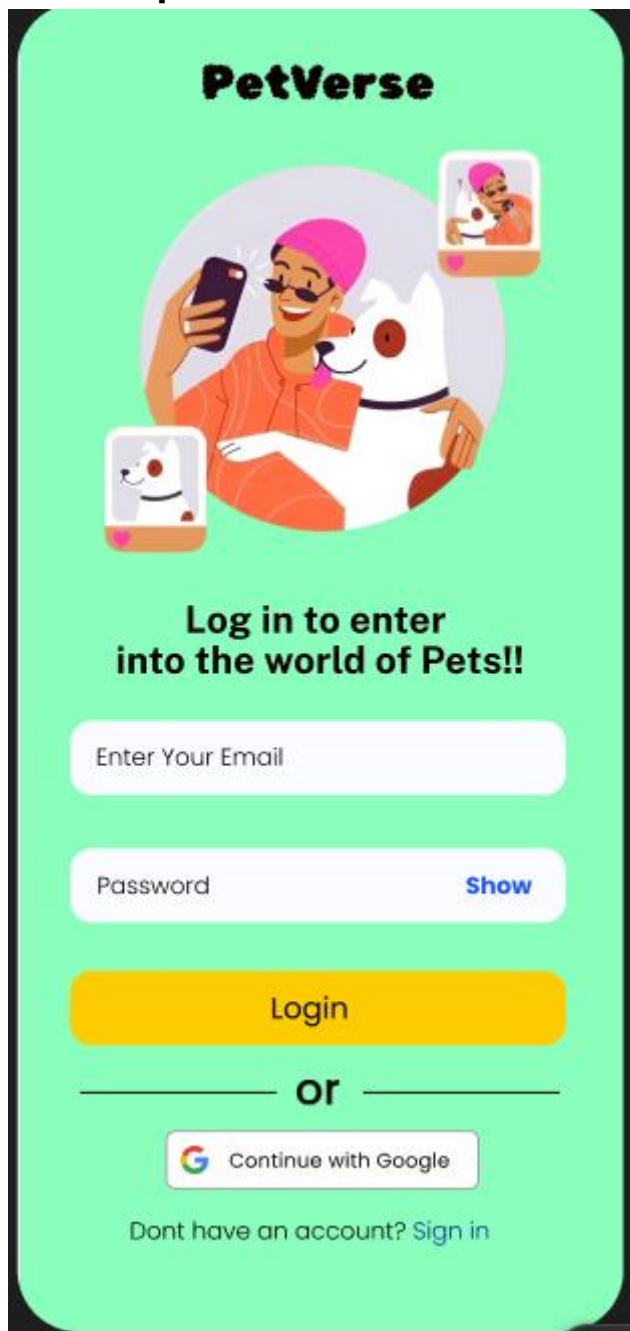 PetVerse
Log in to enter
into the world of Pets!!
Enter Your Email
Password Show
Login
or
Continue with Google
Dont have an account? Sign in